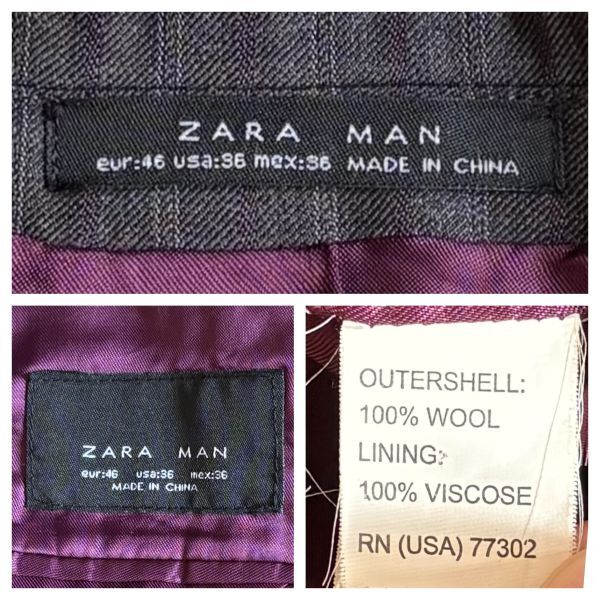 ZARA MAN
eur:46 usa:36 mex:36 MADE IN CHINA
ZARA MAN
eur:46 usa:36 mex:36
MADE IN CHINA
OUTERSHELL:
100% WOOL
LINING:
100% VISCOSE
RN (USA) 77302